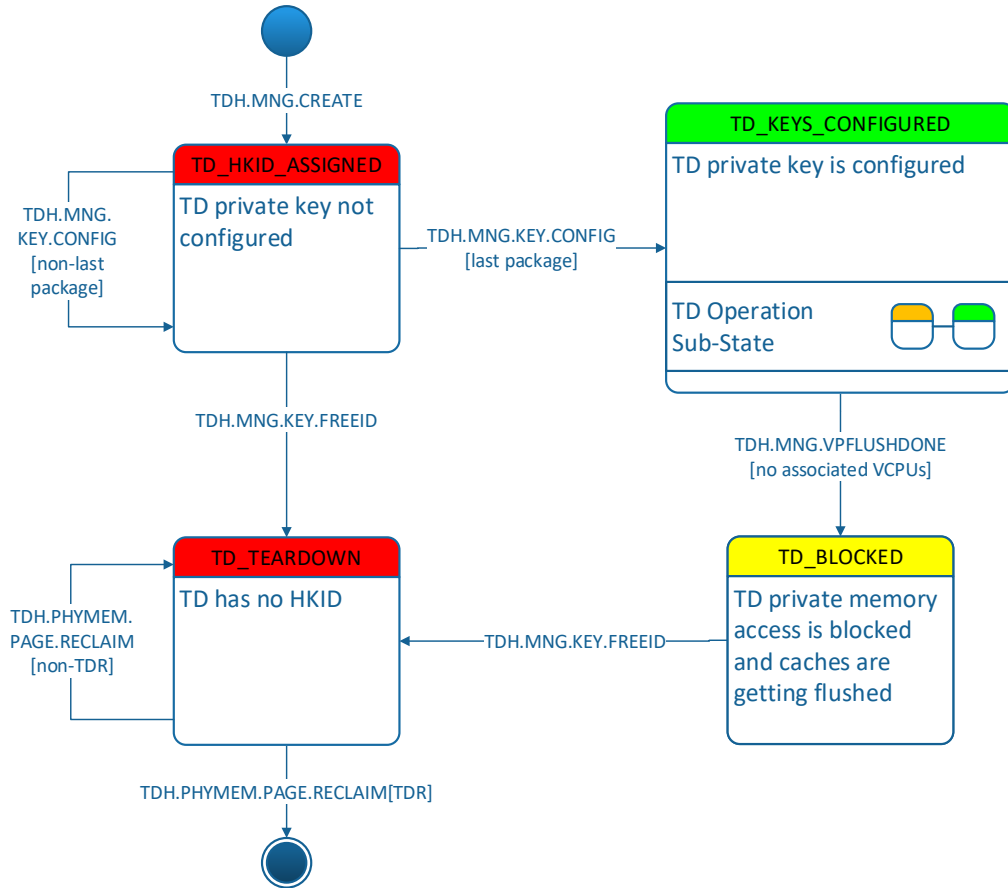 TDH.MNG.CREATE
TD_HKID_ASSIGNED
TD private key not
configured
TDH.MNG.
KEY.CONFIG
[non-last
package]
TDH.MNG.KEY.CONFIG
[last package]
TD_KEYS_CONFIGURED
TD private key is configured
TD Operation
Sub-State
TDH.MNG.KEY.FREEID
TDH.MNG.VPFLUSHDONE
[no associated VCPUs]
TD_TEARDOWN
TD has no HKID
TDH.PHYMEM.
PAGE.RECLAIM
[non-TDR]
TDH.MNG.KEY.FREEID
TD_BLOCKED
TD private memory
access is blocked
and caches are
getting flushed
TDH.PHYMEM.PAGE.RECLAIM[TDR]